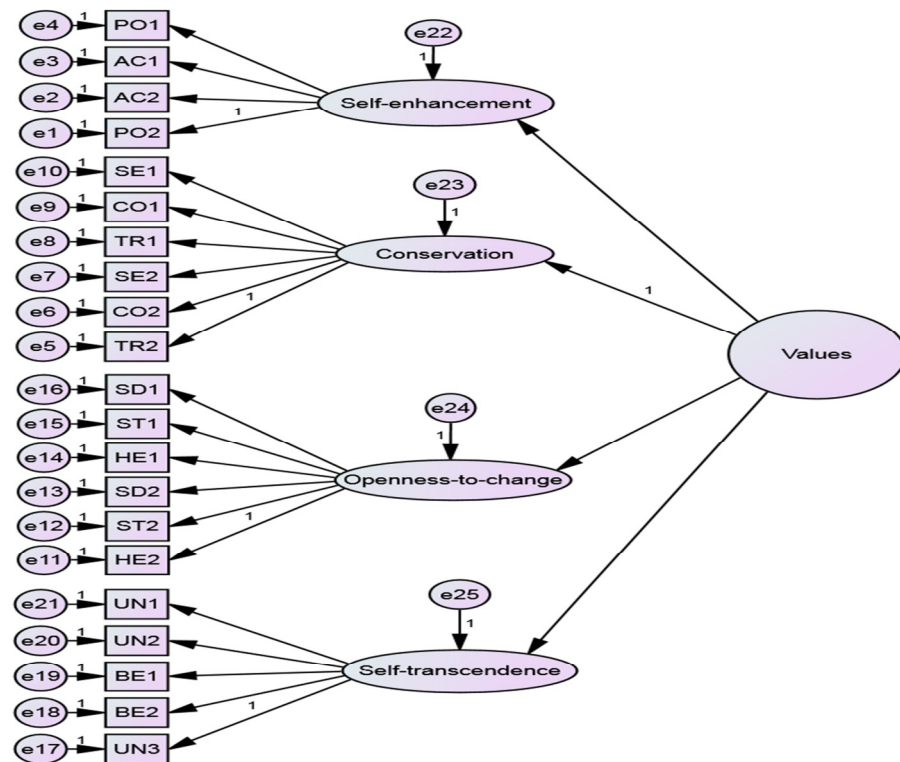 e4 1 PO1
e3 1 AC1
e2 1 AC2
e1 1 PO2
1
e22
1
Self-enhancement
e10 1 SE1
e9 1 CO1
e8 1 TR1
e7 1 SE2
e6 1 CO2
e5 1 TR2
1
e23
1
Conservation
1
Values
e16 1 SD1
e15 1 ST1
e14 1 HE1
e13 1 SD2
e12 1 ST2
e11 1 HE2
1
e24
1
Openness-to-change
e21 1 UN1
e20 1 UN2
e19 1 BE1
e18 1 BE2
e17 1 UN3
1
e25
1
Self-transcendence